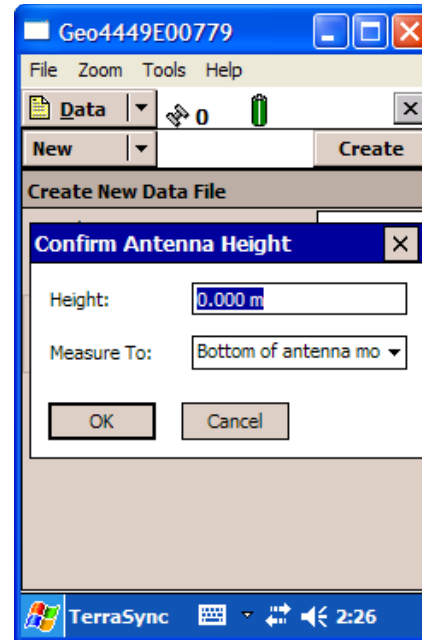 Geo4449E00779
File Zoom Tools Help
Data 0
New Create
Create New Data File
Confirm Antenna Height
Height: 0.000 m
Measure To: Bottom of antenna mo
OK Cancel
TerraSync 2:26